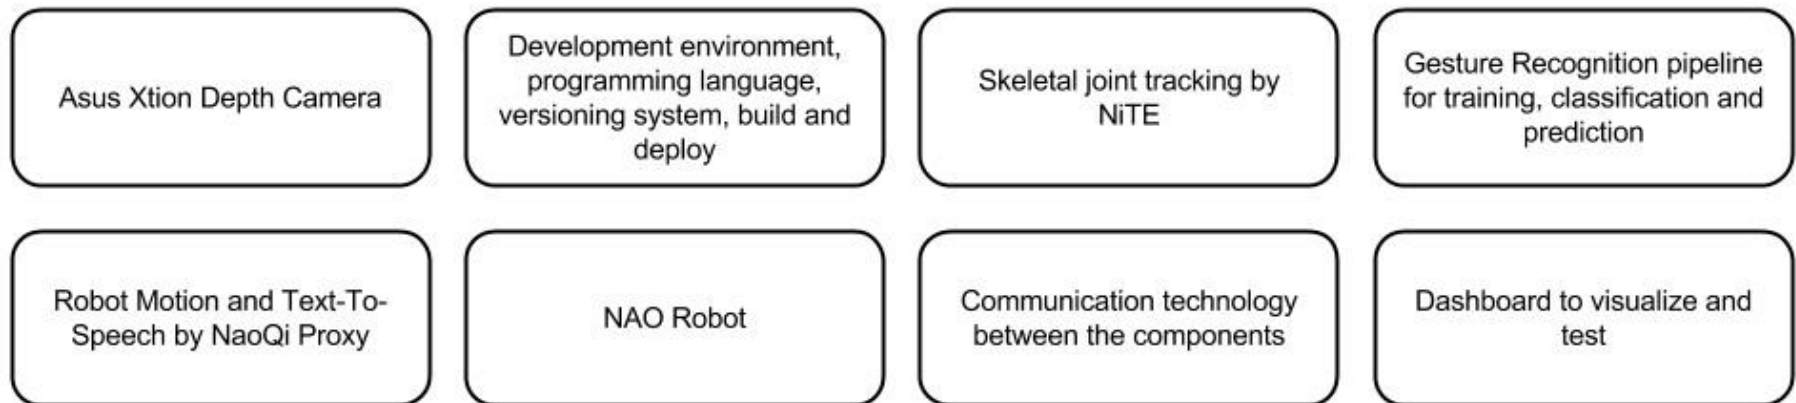 Asus Xtion Depth Camera
Development environment,
programming language,
versioning system, build and
deploy
Skeletal joint tracking by
NiTE
Gesture Recognition pipeline
for training, classification and
prediction
Robot Motion and Text-To-
Speech by NaoQi Proxy
NAO Robot
Communication technology
between the components
Dashboard to visualize and
test